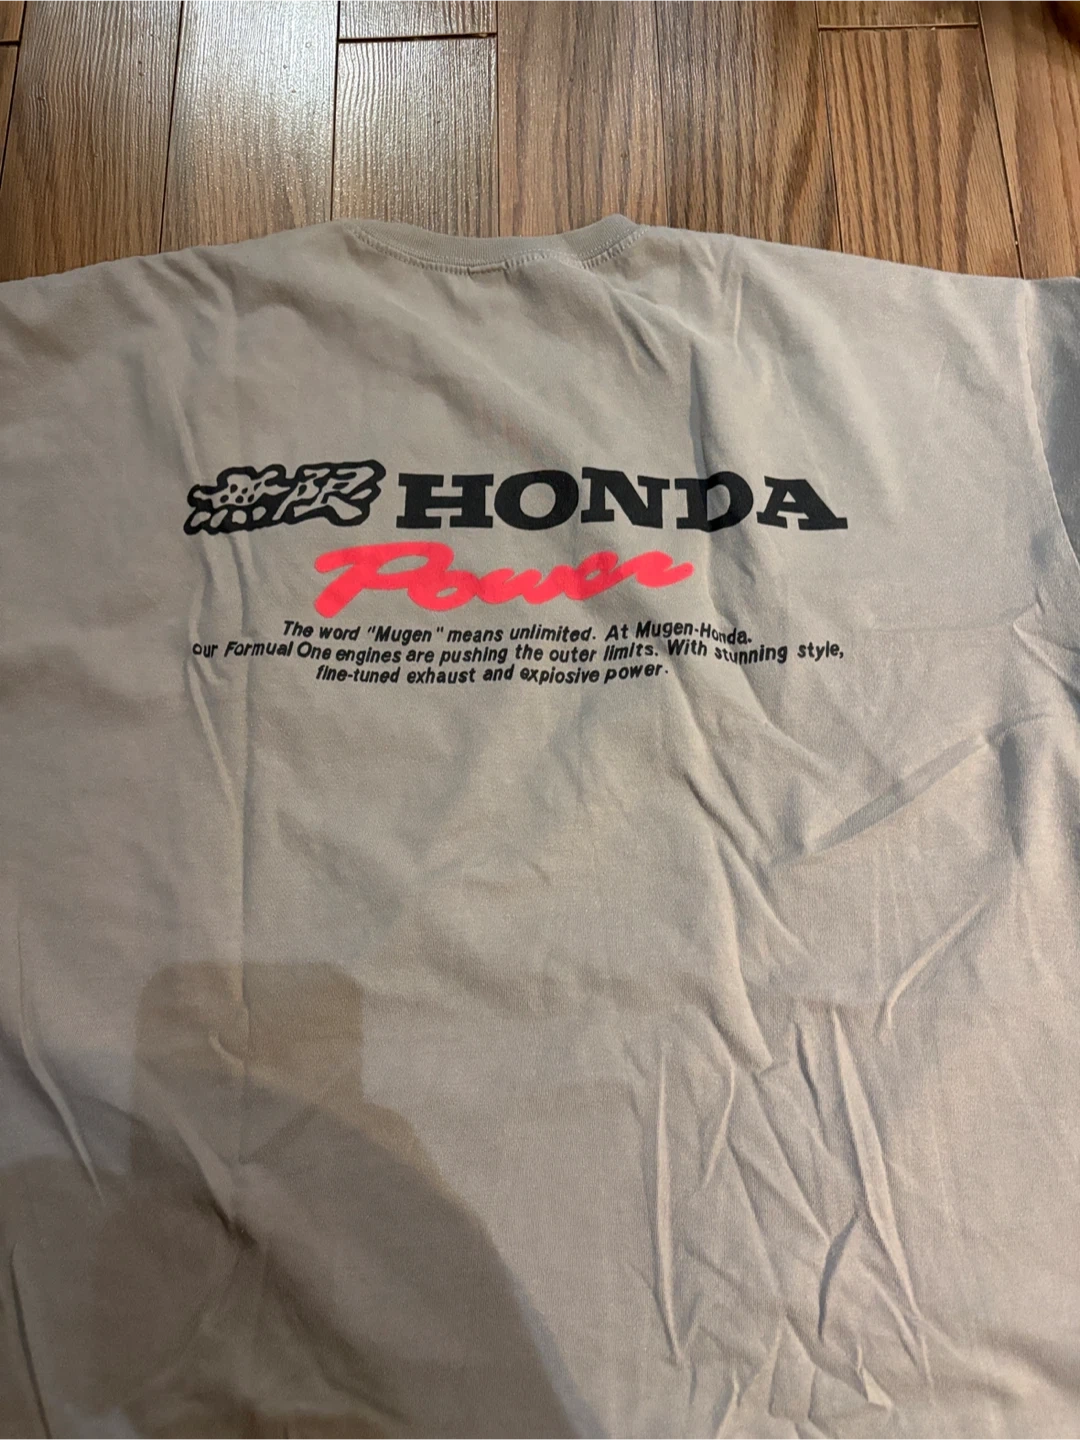 無限 HONDA
Power
The word "Mugen" means unlimited. At Mugen-Honda.
our Formual One engines are pushing the outer limits. With stunning style,
fine-tuned exhaust and expiosive power.